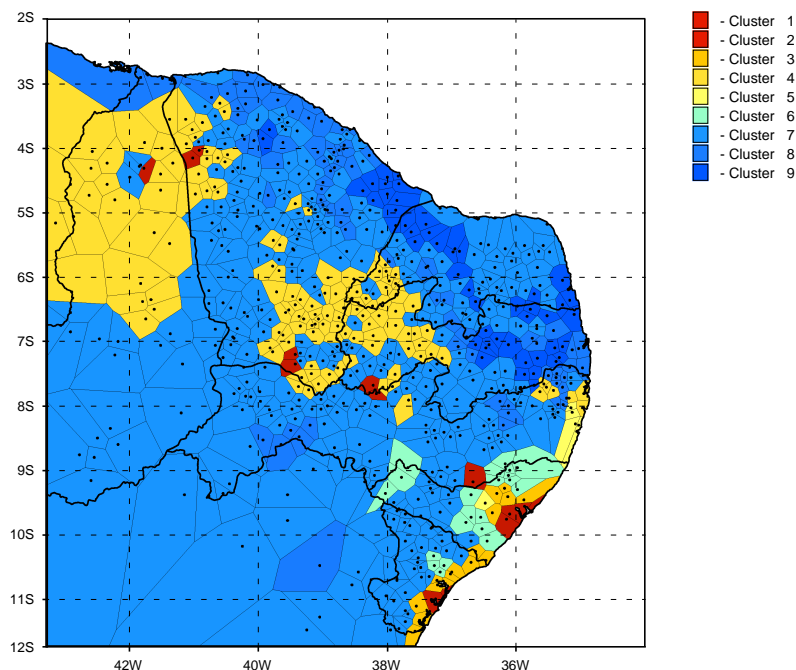 2S
3S
4S
5S
6S
7S
8S
9S
10S
11S
12S
42W 40W 38W 36W
- Cluster 1
- Cluster 2
- Cluster 3
- Cluster 4
- Cluster 5
- Cluster 6
- Cluster 7
- Cluster 8
- Cluster 9